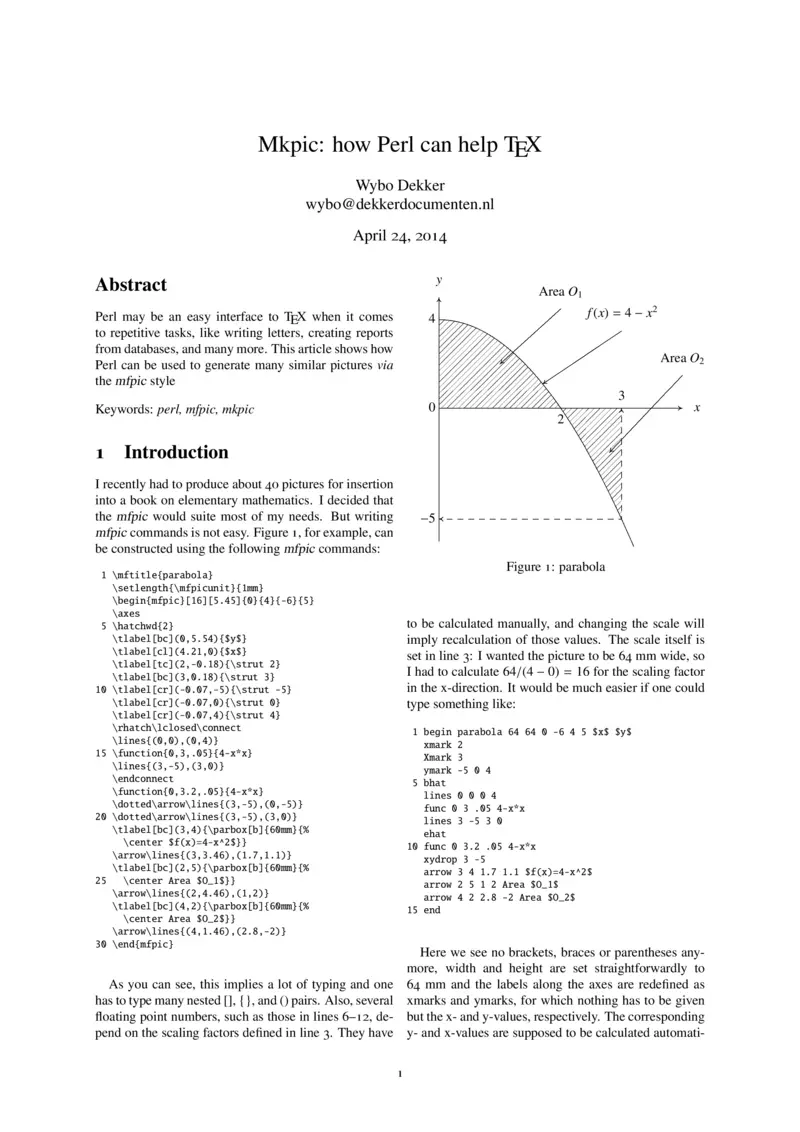 Mkpic: how Perl can help TEX
Wybo Dekker
wybo@dekkerdocumenten.nl
April 24, 2014
Abstract
Perl may be an easy interface to TEX when it comes
to repetitive tasks, like writing letters, creating reports
from databases, and many more. This article shows how
Perl can be used to generate many similar pictures via
the mfpic style
Keywords: perl, mfpic, mkpic
1 Introduction
I recently had to produce about 40 pictures for insertion
into a book on elementary mathematics. I decided that
the mfpic would suite most of my needs. But writing
mfpic commands is not easy. Figure 1, for example, can
be constructed using the following mfpic commands:
1 \mftitle{parabola}
\setlength{\mfpicunit}{1mm}
\begin{mfpic}[16][5.45]{0}{4}{-6}{5}
\axes
5 \hatchwd{2}
\tlabel[bc](0,5.54){$y$}
\tlabel[cl](4.21,0){$x$}
\tlabel[tc](2,-0.18){\strut 2}
\tlabel[bc](3,0.18){\strut 3}
10 \tlabel[cr](-0.07,-5){\strut -5}
\tlabel[cr](-0.07,0){\strut 0}
\tlabel[cr](-0.07,4){\strut 4}
\rhatch\lclosed\connect
\lines{(0,0),(0,4)}
15 \function{0,3,.05}{4-x*x}
\lines{(3,-5),(3,0)}
\endconnect
\function{0,3.2,.05}{4-x*x}
\dotted\arrow\lines{(3,-5),(0,-5)}
20 \dotted\arrow\lines{(3,-5),(3,0)}
\tlabel[bc](3,4){\parbox[b]{60mm}{%
\center $f(x)=4-x^2$}}
\arrow\lines{(3,3.46),(1.7,1.1)}
\tlabel[bc](2,5){\parbox[b]{60mm}{%
25 \center Area $O_1$}}
\arrow\lines{(2,4.46),(1,2)}
\tlabel[bc](4,2){\parbox[b]{60mm}{%
\center Area $O_2$}}
\arrow\lines{(4,1.46),(2.8,-2)}
30 \end{mfpic}
As you can see, this implies a lot of typing and one
has to type many nested [], {}, and () pairs. Also, several
floating point numbers, such as those in lines 6–12, de-
pend on the scaling factors defined in line 3. They have
y
Area O1
f(x) = 4 − x2
4
Area O2
3
0
x
2
−5
Figure 1: parabola
to be calculated manually, and changing the scale will
imply recalculation of those values. The scale itself is
set in line 3: I wanted the picture to be 64 mm wide, so
I had to calculate 64/(4 − 0) = 16 for the scaling factor
in the x-direction. It would be much easier if one could
type something like:
1 begin parabola 64 64 0 -6 4 5 $x$ $y$
xmark 2
Xmark 3
ymark -5 0 4
5 bhat
lines 0 0 0 4
func 0 3 .05 4-x*x
lines 3 -5 3 0
ehat
10 func 0 3.2 .05 4-x*x
xydrop 3 -5
arrow 3 4 1.7 1.1 $f(x)=4-x^2$
arrow 2 5 1 2 Area $O_1$
arrow 4 2 2.8 -2 Area $O_2$
15 end
Here we see no brackets, braces or parentheses any-
more, width and height are set straightforwardly to
64 mm and the labels along the axes are redefined as
xmarks and ymarks, for which nothing has to be given
but the x- and y-values, respectively. The corresponding
y- and x-values are supposed to be calculated automati-
1